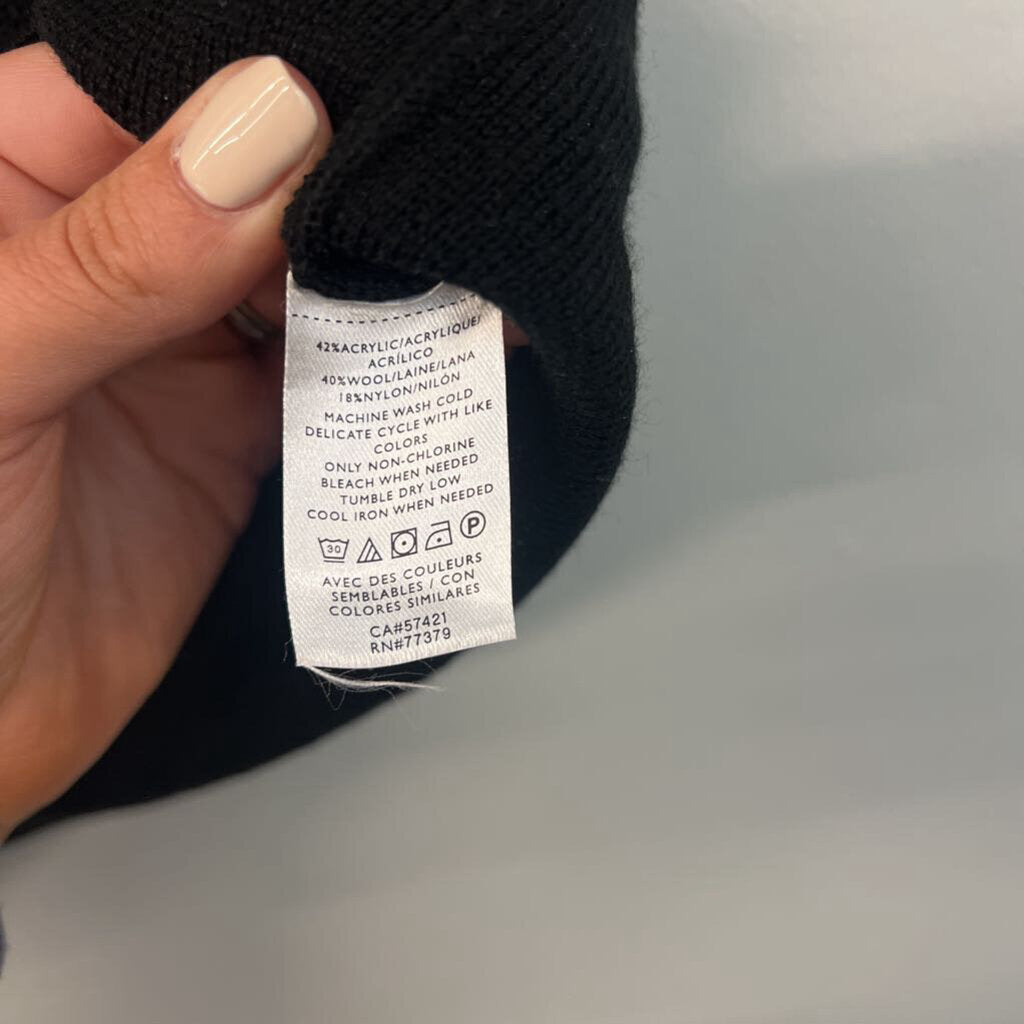 42%ACRYLIC/ACRYLIQUE/
ACRÍLICO
40%WOOL/LAINE/LANA
18%NYLON/NILÓN
MACHINE WASH COLD
DELICATE CYCLE WITH LIKE
COLORS
ONLY NON-CHLORINE
BLEACH WHEN NEEDED
TUMBLE DRY LOW
COOL IRON WHEN NEEDED
30 P
AVEC DES COULEURS
SEMBLABLES / CON
COLORES SIMILARES
CA#57421
RN#77379